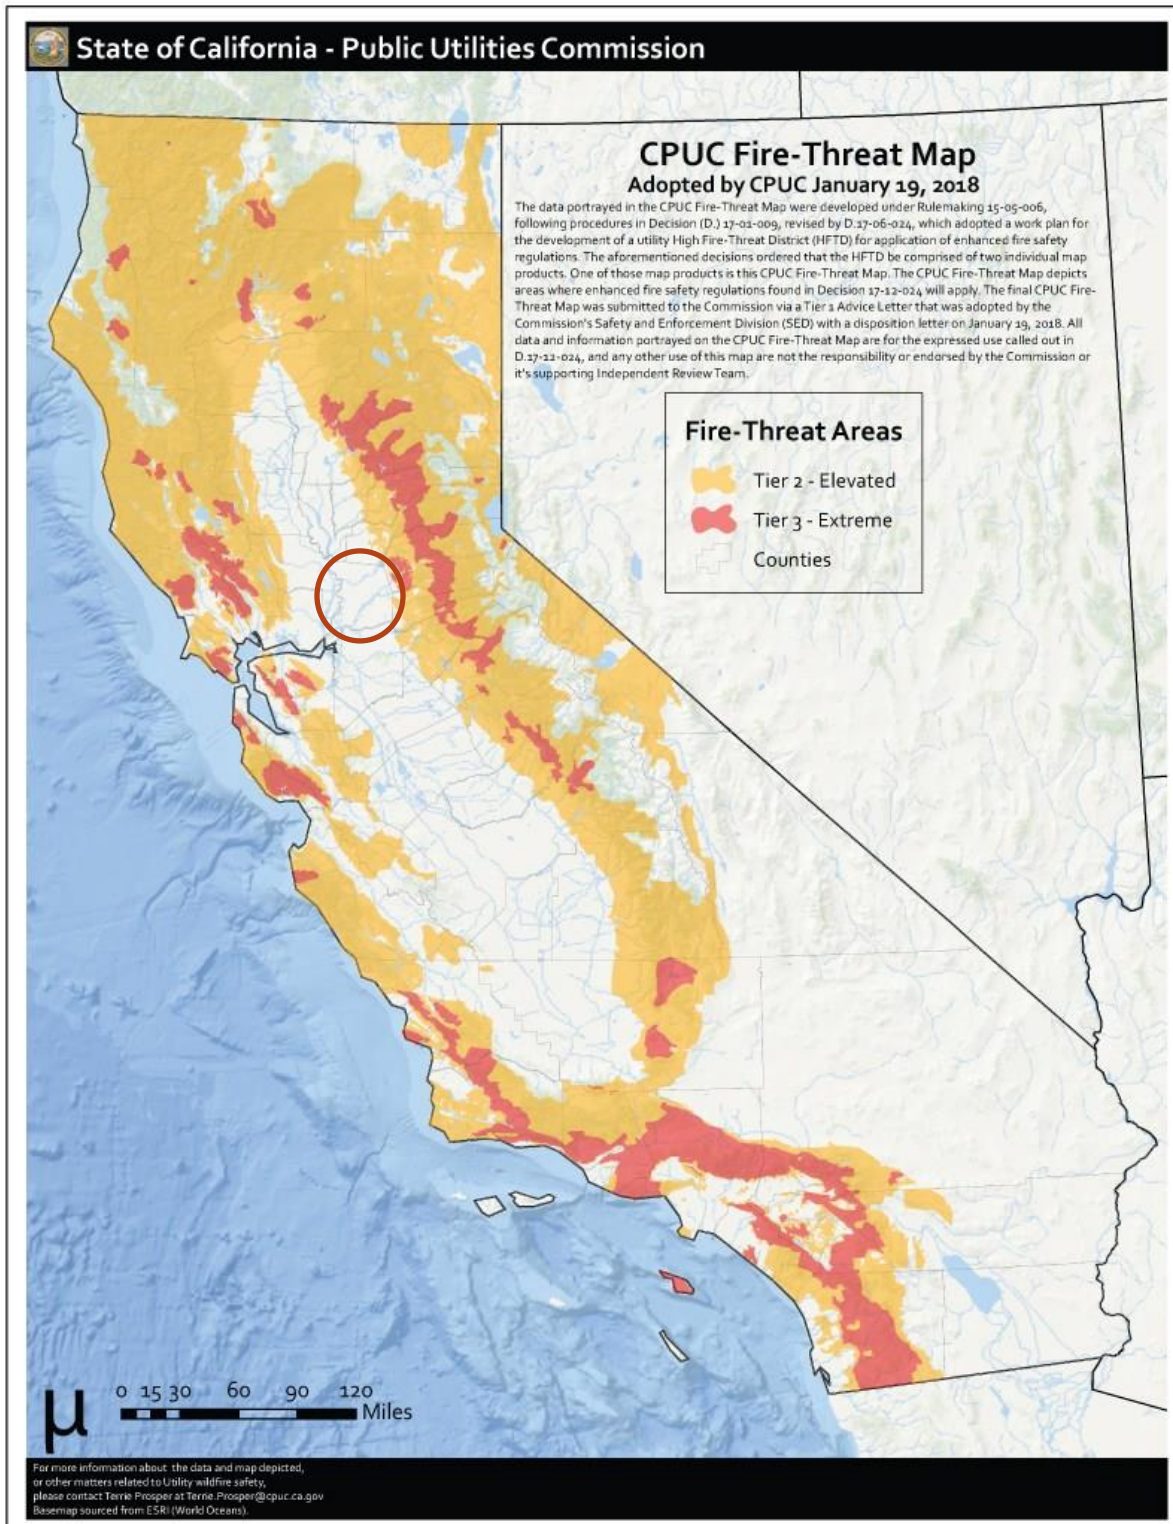 State of California - Public Utilities Commission
CPUC Fire-Threat Map
Adopted by CPUC January 19, 2018
The data portrayed in the CPUC Fire-Threat Map were developed under Rulemaking 15-05-006,
following procedures in Decision (D.) 17-01-009, revised by D.17-06-024, which adopted a work plan for
the development of a utility High Fire-Threat District (HFTD) for application of enhanced fire safety
regulations. The aforementioned decisions ordered that the HFTD be comprised of two individual map
products. One of those map products is this CPUC Fire-Threat Map. The CPUC Fire-Threat Map depicts
areas where enhanced fire safety regulations found in Decision 17-12-024 will apply. The final CPUC Fire-
Threat Map was submitted to the Commission via a Tier 1 Advice Letter that was adopted by the
Commission's Safety and Enforcement Division (SED) with a disposition letter on January 19, 2018. All
data and information portrayed on the CPUC Fire-Threat Map are for the expressed use called out in
D.17-12-024, and any other use of this map are not the responsibility or endorsed by the Commission or
it's supporting Independent Review Team.
Fire-Threat Areas
Tier 2 - Elevated
Tier 3 - Extreme
Counties
µ
0 15 30 60 90 120
Miles
For more information about the data and map depicted,
or other matters related to Utility wildfire safety,
please contact Terrie Prosper at Terrie.Prosper@cpuc.ca.gov
Basemap sourced from ESRI (World Oceans).